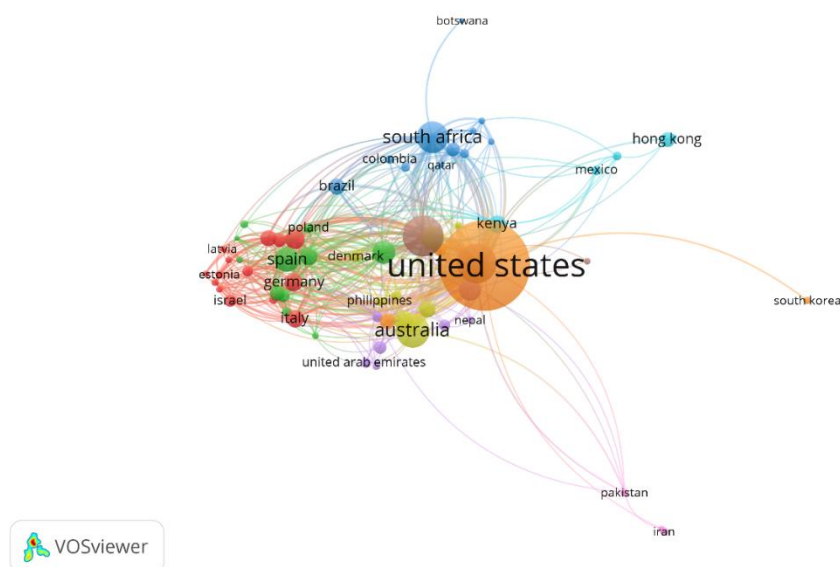 botswana
south africa
hong kong
colombia
qatar
mexico
brazil
kenya
poland
latvia
spain
denmark
united states
estonia
germany
israel
philippines
south korea
italy
australia
nepal
united arab emirates
pakistan
iran
VOSviewer